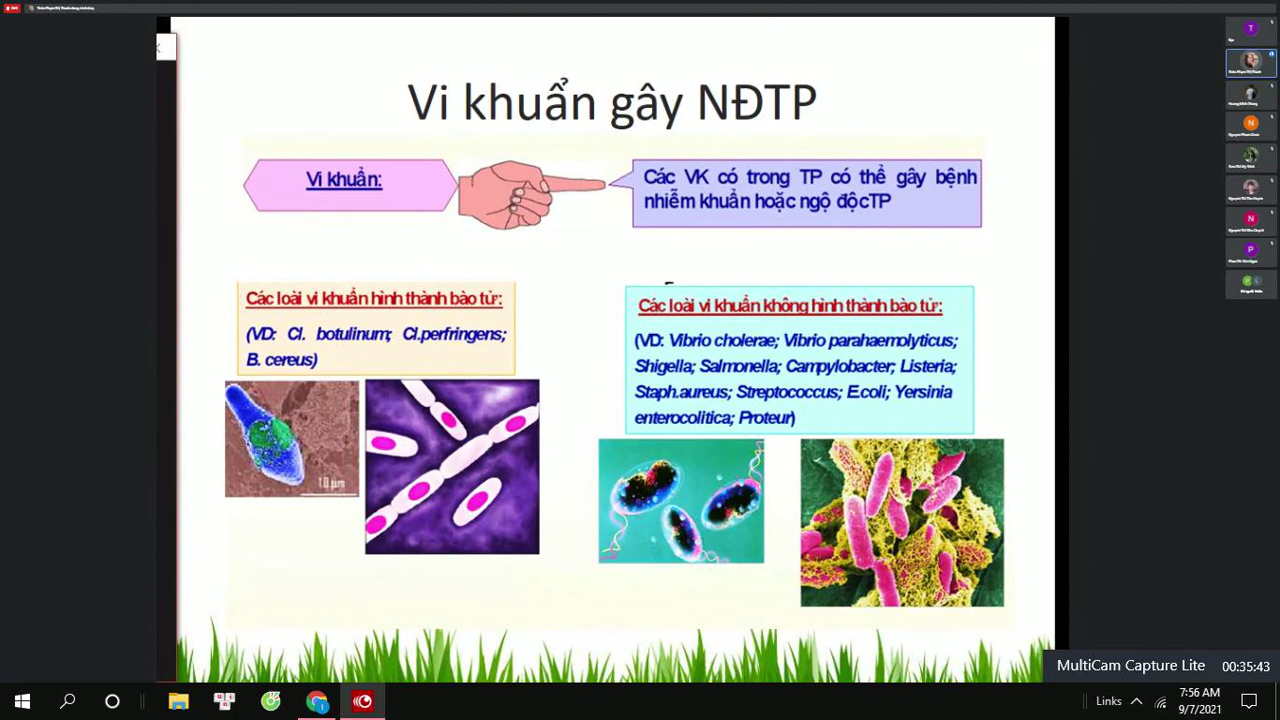 Vi khuẩn gây NĐTP
Vi khuẩn:
Các VK có trong TP có thể gây bệnh
nhiễm khuẩn hoặc ngộ độcTP
Các loài vi khuẩn hình thành bào tử:
(VD: Cl. botulinum; Cl.perfringens;
B. cereus)
Các loài vi khuẩn không hình thành bào tử:
(VD: Vibrio cholerae; Vibrio parahaemolyticus;
Shigella; Salmonella; Campylobacter; Listeria;
Staph.aureus; Streptococcus; E.coli; Yersinia
enterocolitica; Proteur)
1.0 µm
T
N
N
P
MultiCam Capture Lite 00:35:43
Links
7:56 AM
9/7/2021